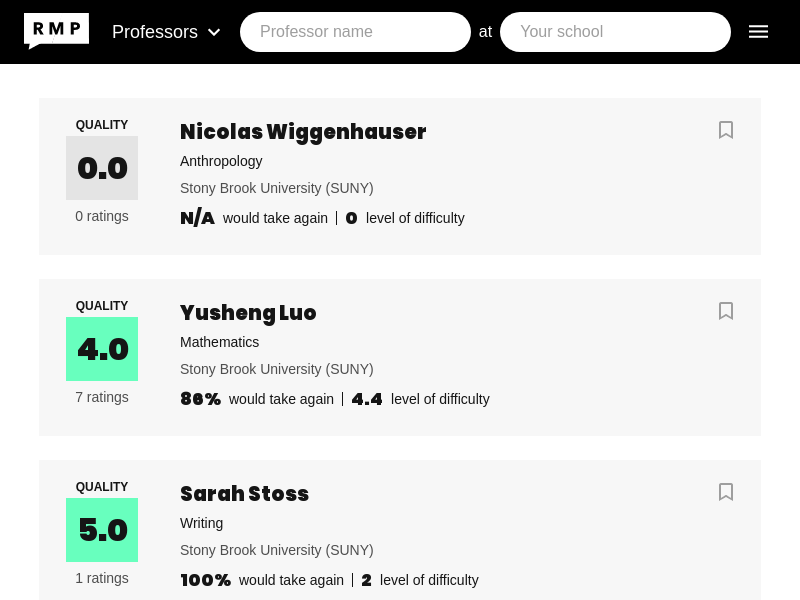 RMP Professors Professor name at Your school
QUALITY
0.0
0 ratings
Nicolas Wiggenhauser
Anthropology
Stony Brook University (SUNY)
N/A would take again | 0 level of difficulty
QUALITY
4.0
7 ratings
Yusheng Luo
Mathematics
Stony Brook University (SUNY)
86% would take again | 4.4 level of difficulty
QUALITY
5.0
1 ratings
Sarah Stoss
Writing
Stony Brook University (SUNY)
100% would take again | 2 level of difficulty